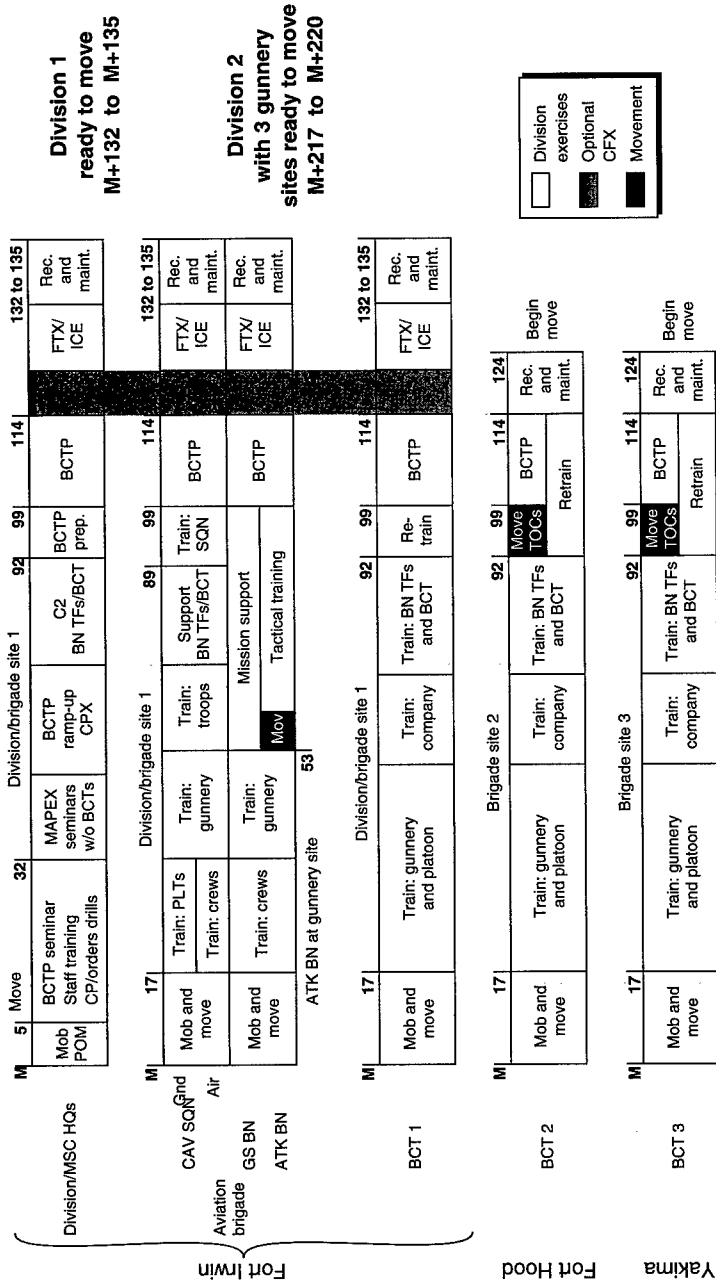 Division 1
ready to move
M+132 to M+135
Division 2
with 3 gunnery
sites ready to move
M+217 to M+220
Division
exercises
Optional
CFX
Movement
Fort Irwin
Division/MSC HQs
M
5
Move
32
Division/brigade site 1
92
99
114
132 to 135
Mob
POM
BCTP seminar
Staff training
CP/orders drills
MAPEX
seminars
w/o BCTs
BCTP
ramp-up
CPX
C2
BN TFs/BCT
BCTP
prep.
BCTP
FTX/
ICE
Rec.
and
maint.
Aviation
brigade
CAV SQN
Gnd
Air
GS BN
ATK BN
M
17
Division/brigade site 1
89
99
114
132 to 135
Mob and
move
Train: PLTs
Train: crews
Train:
gunnery
Train:
troops
Support
BN TFs/BCT
Train:
SQN
BCTP
FTX/
ICE
Rec.
and
maint.
Mob and
move
Train: crews
Train:
gunnery
Mission support
Mov
Tactical training
BCTP
FTX/
ICE
Rec.
and
maint.
ATK BN at gunnery site
53
BCT 1
M
17
Division/brigade site 1
92
99
114
132 to 135
Mob and
move
Train: gunnery
and platoon
Train:
company
Train: BN TFs
and BCT
Re-
train
BCTP
FTX/
ICE
Rec.
and
maint.
Fort Hood
BCT 2
M
17
Brigade site 2
92
99
114
124
Mob and
move
Train: gunnery
and platoon
Train:
company
Train: BN TFs
and BCT
Move
TOCs
BCTP
Retrain
Rec.
and
maint.
Begin
move
Yakima
BCT 3
M
17
Brigade site 3
92
99
114
124
Mob and
move
Train: gunnery
and platoon
Train:
company
Train: BN TFs
and BCT
Move
TOCs
BCTP
Retrain
Rec.
and
maint.
Begin
move